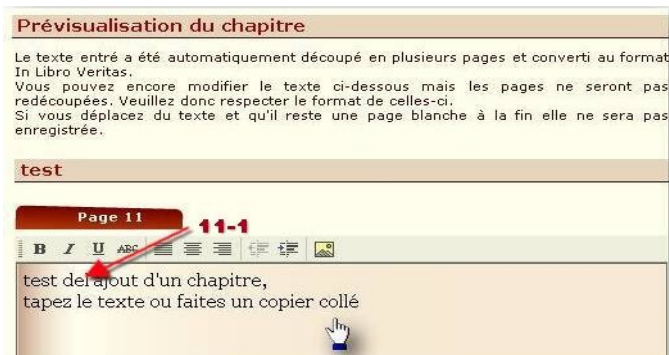 Prévisualisation du chapitre
Le texte entré a été automatiquement découpé en plusieurs pages et converti au format
In Libro Veritas.
Vous pouvez encore modifier le texte ci-dessous mais les pages ne seront pas
redécoupées. Veuillez donc respecter le format de celles-ci.
Si vous déplacez du texte et qu'il reste une page blanche à la fin elle ne sera pas
enregistrée.
test
Page 11
11-1
B I U ABC
test del'ajout d'un chapitre,
tapez le texte ou faites un copier collé